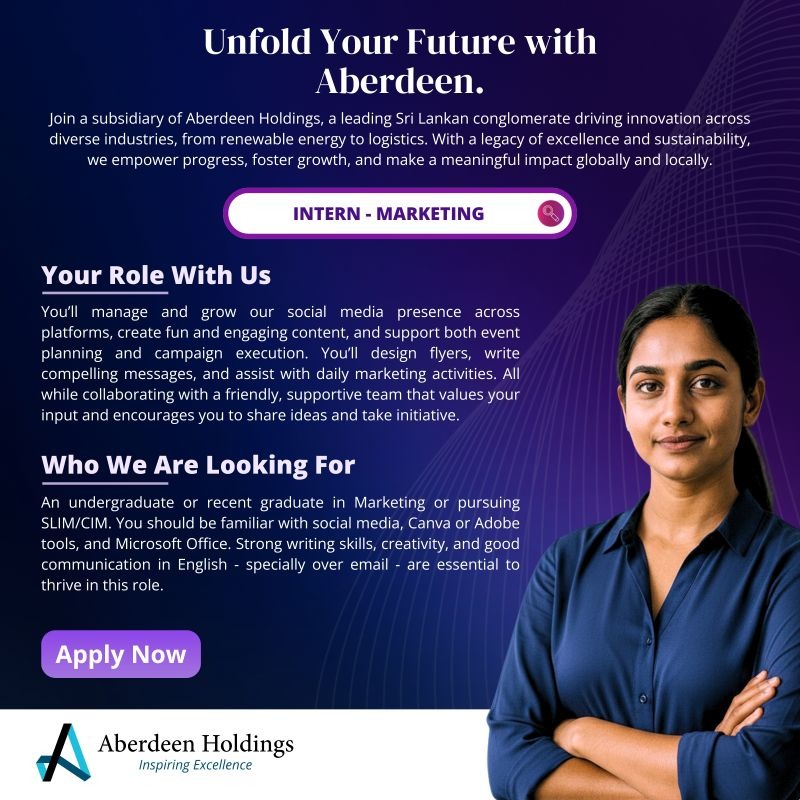 Unfold Your Future with
Aberdeen.
Join a subsidiary of Aberdeen Holdings, a leading Sri Lankan conglomerate driving innovation across
diverse industries, from renewable energy to logistics. With a legacy of excellence and sustainability,
we empower progress, foster growth, and make a meaningful impact globally and locally.
INTERN - MARKETING
Your Role With Us
You’ll manage and grow our social media presence across
platforms, create fun and engaging content, and support both event
planning and campaign execution. You’ll design flyers, write
compelling messages, and assist with daily marketing activities. All
while collaborating with a friendly, supportive team that values your
input and encourages you to share ideas and take initiative.
Who We Are Looking For
An undergraduate or recent graduate in Marketing or pursuing
SLIM/CIM. You should be familiar with social media, Canva or Adobe
tools, and Microsoft Office. Strong writing skills, creativity, and good
communication in English - specially over email - are essential to
thrive in this role.
Apply Now
Aberdeen Holdings
Inspiring Excellence